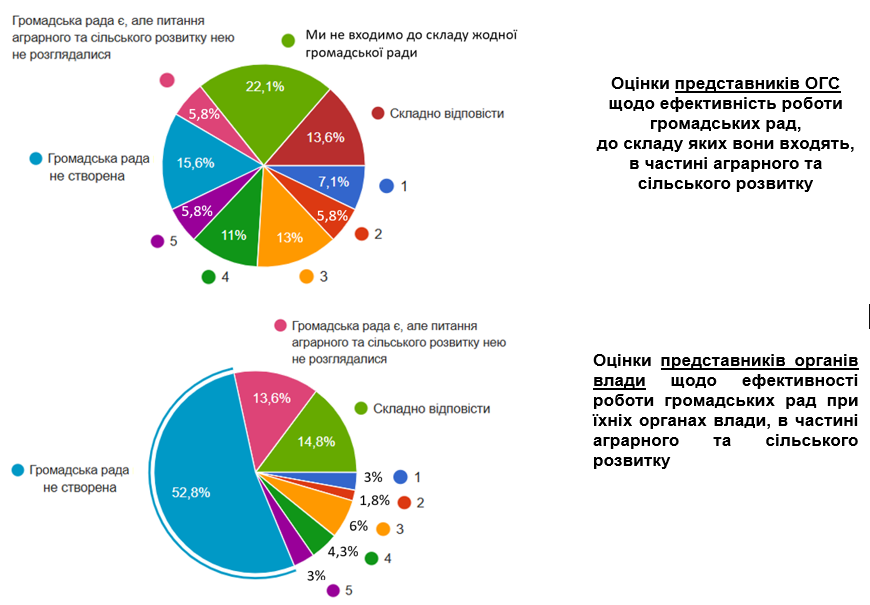 Громадська рада є, але питання
аграрного та сільського розвитку нею
не розглядалися
Ми не входимо до складу жодної
громадської ради
22,1%
5,8%
Складно відповісти
13,6%
Громадська рада
не створена
15,6%
7,1%
1
5,8%
5,8%
2
5
11%
13%
4
3
Оцінки представників ОГС
щодо ефективність роботи
громадських рад,
до складу яких вони входять,
в частині аграрного та
сільського розвитку
Громадська рада є, але питання
аграрного та сільського розвитку нею
не розглядалися
13,6%
Складно відповісти
14,8%
Громадська рада
не створена
52,8%
3%
1
1,8%
2
6%
3
4,3%
4
3%
5
Оцінки представників органів
влади щодо ефективності
роботи громадських рад при
їхніх органах влади, в частині
аграрного та сільського
розвитку